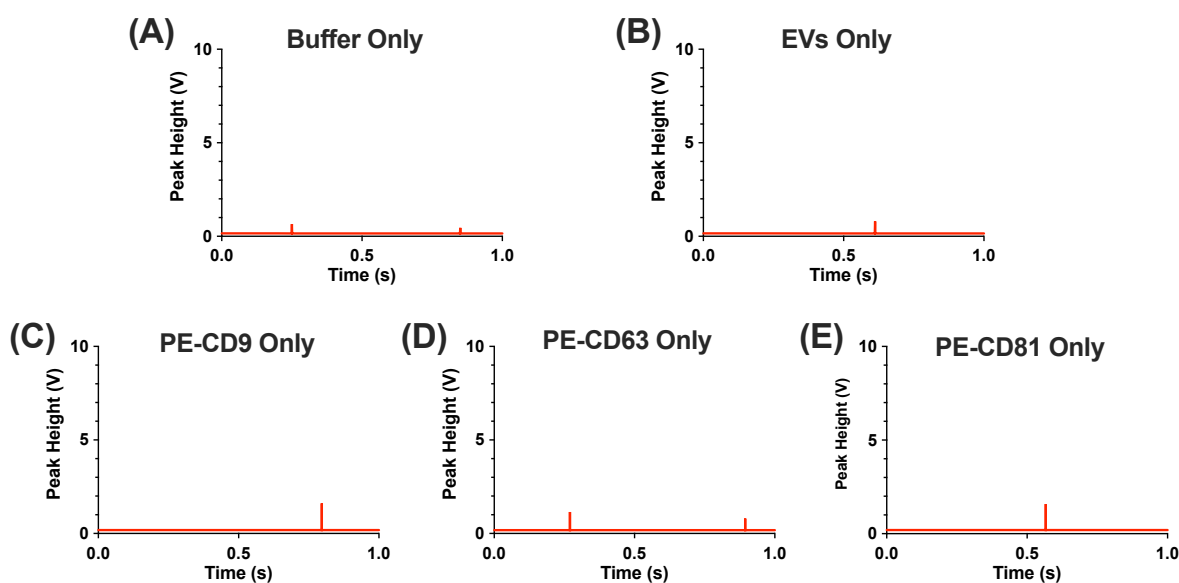 (A) Buffer Only
10
5
0
Peak Height (V)
0.0 0.5 1.0
Time (s)
(B) EVs Only
10
5
0
Peak Height (V)
0.0 0.5 1.0
Time (s)
(C) PE-CD9 Only
10
5
0
Peak Height (V)
0.0 0.5 1.0
Time (s)
(D) PE-CD63 Only
10
5
0
Peak Height (V)
0.0 0.5 1.0
Time (s)
(E) PE-CD81 Only
10
5
0
Peak Height (V)
0.0 0.5 1.0
Time (s)